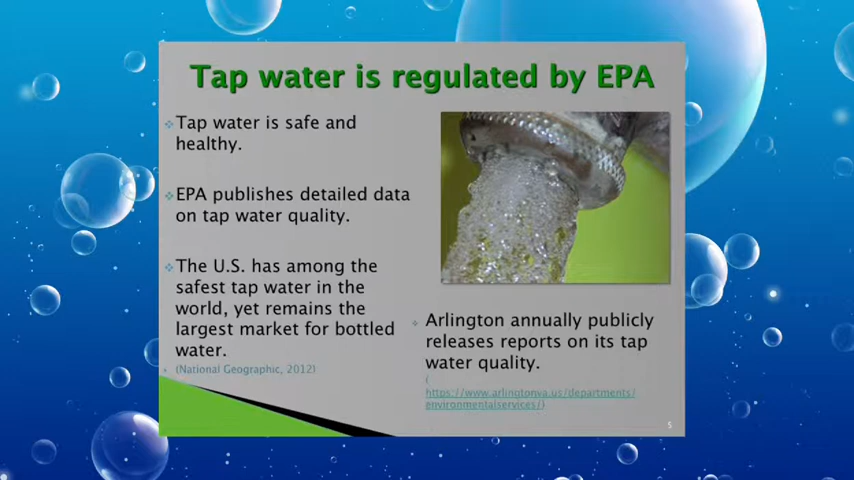 Tap water is regulated by EPA
Tap water is safe and
healthy.
EPA publishes detailed data
on tap water quality.
The U.S. has among the
safest tap water in the
world, yet remains the
largest market for bottled
water.
(National Geographic, 2012)
Arlington annually publicly
releases reports on its tap
water quality.
(
https://www.arlingtonva.us/departments/
environmentalservices/)
5